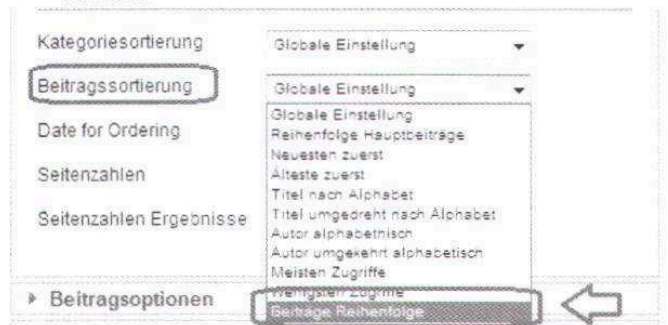 Kategoriesortierung Globale Einstellung
Beitragssortierung Globale Einstellung
Globale Einstellung
Date for Ordering
Reihenfolge Hauptbeiträge
Neuesten zuerst
Seitenzahlen
Älteste zuerst
Titel nach Alphabet
Seitenzahlen Ergebnisse
Titel umgedreht nach Alphabet
Autor alphabethisch
Autor umgekehrt alphabetisch
Meisten Zugriffe
Wenigsten Zugriffe
Beitragsoptionen
Beiträge Reihenfolge